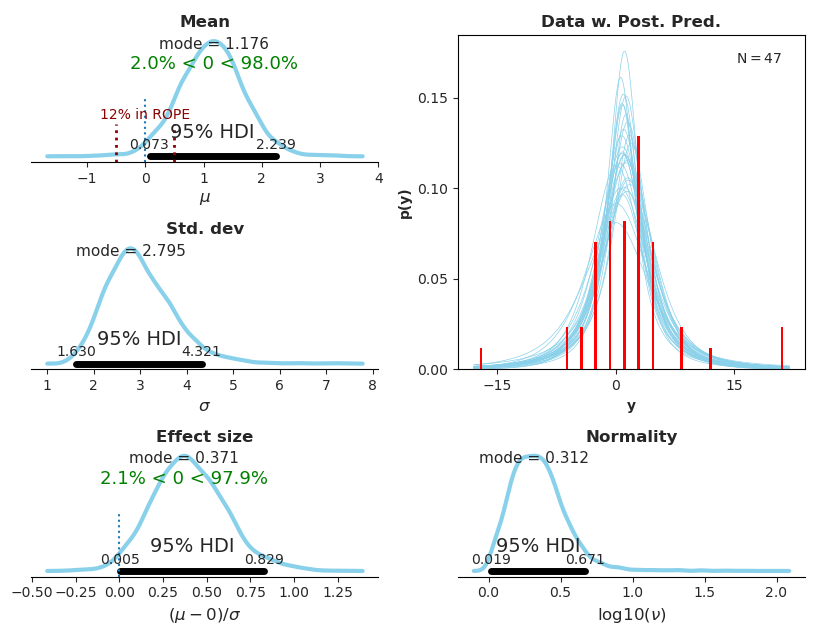 Mean
mode = 1.176
2.0% < 0 < 98.0%
12% in ROPE
95% HDI
0.073
2.239
−1
0
1
2
3
4
μ
Std. dev
mode = 2.795
95% HDI
1.630
4.321
1
2
3
4
5
6
7
8
σ
Effect size
mode = 0.371
2.1% < 0 < 97.9%
95% HDI
0.005
0.829
−0.50
−0.25
0.00
0.25
0.50
0.75
1.00
1.25
(μ − 0)/σ
Data w. Post. Pred.
N = 47
0.15
0.10
0.05
0.00
p(y)
−15
0
15
y
Normality
mode = 0.312
95% HDI
0.019
0.671
0.0
0.5
1.0
1.5
2.0
log10(ν)